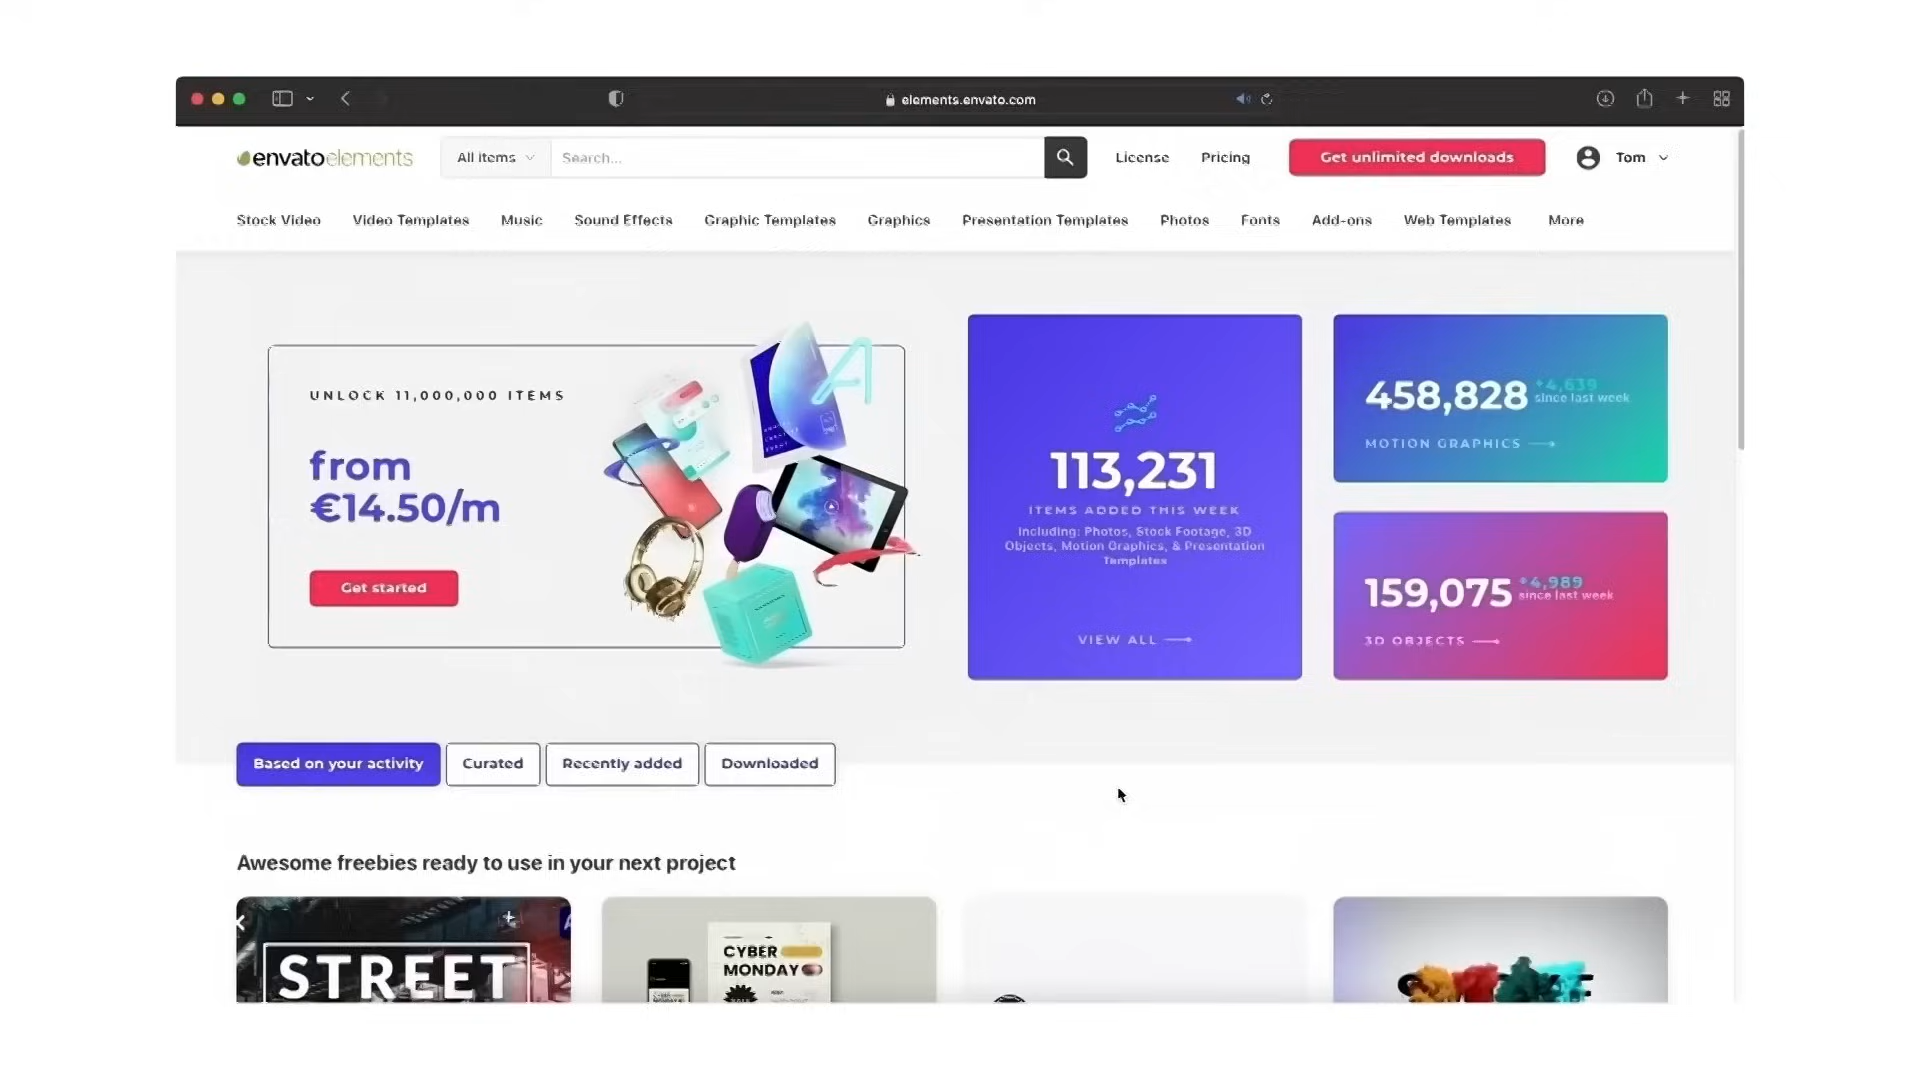 elements.envato.com
envatoelements
All items
Search...
License
Pricing
Get unlimited downloads
Tom
Stock Video
Video Templates
Music
Sound Effects
Graphic Templates
Graphics
Presentation Templates
Photos
Fonts
Add-ons
Web Templates
More
UNLOCK 11,000,000 ITEMS
from
€14.50/m
Get started
113,231
ITEMS ADDED THIS WEEK
Including: Photos, Stock Footage, 3D
Objects, Motion Graphics, & Presentation
Templates
VIEW ALL
458,828
+4,639
since last week
MOTION GRAPHICS
159,075
+4,989
since last week
3D OBJECTS
Based on your activity
Curated
Recently added
Downloaded
Awesome freebies ready to use in your next project
STREET
CYBER
MONDAY